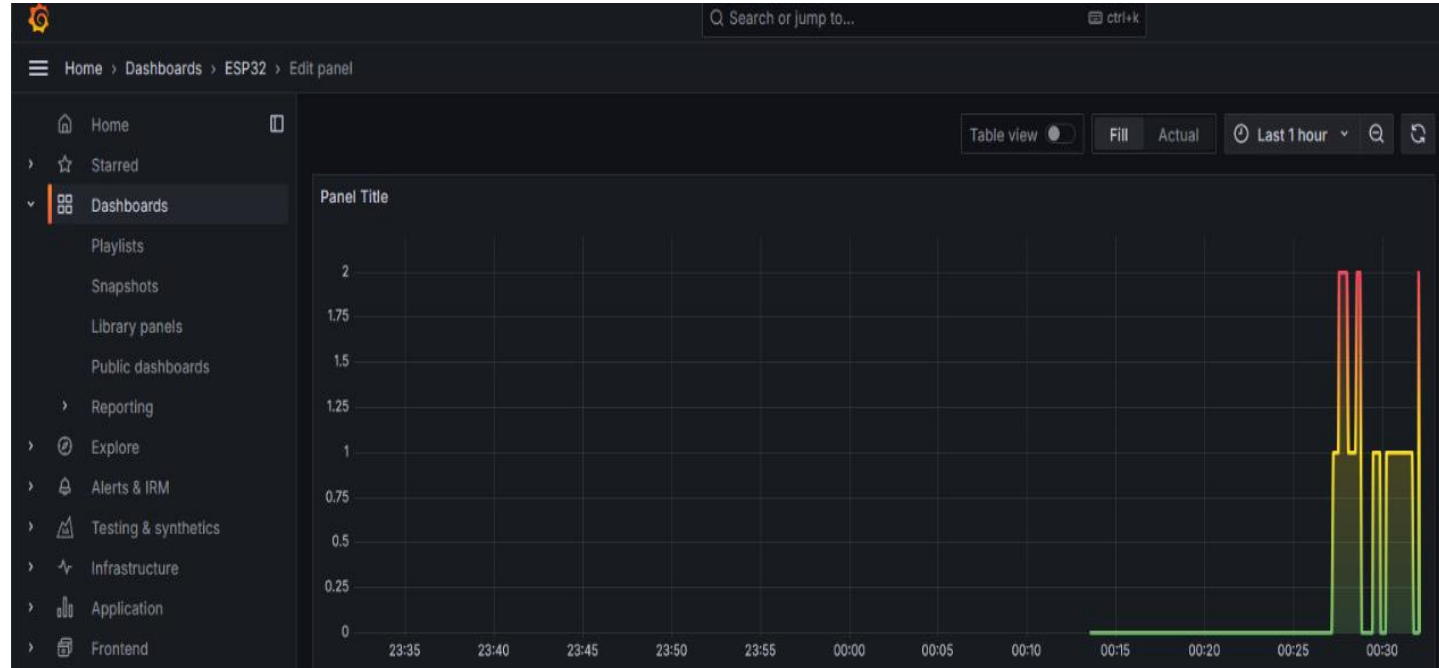 Search or jump to...
ctrl+k
Home › Dashboards › ESP32 › Edit panel
Home
Starred
Dashboards
Playlists
Snapshots
Library panels
Public dashboards
Reporting
Explore
Alerts & IRM
Testing & synthetics
Infrastructure
Application
Frontend
Table view
Fill
Actual
Last 1 hour
Panel Title
2
1.75
1.5
1.25
1
0.75
0.5
0.25
0
23:35 23:40 23:45 23:50 23:55 00:00 00:05 00:10 00:15 00:20 00:25 00:30